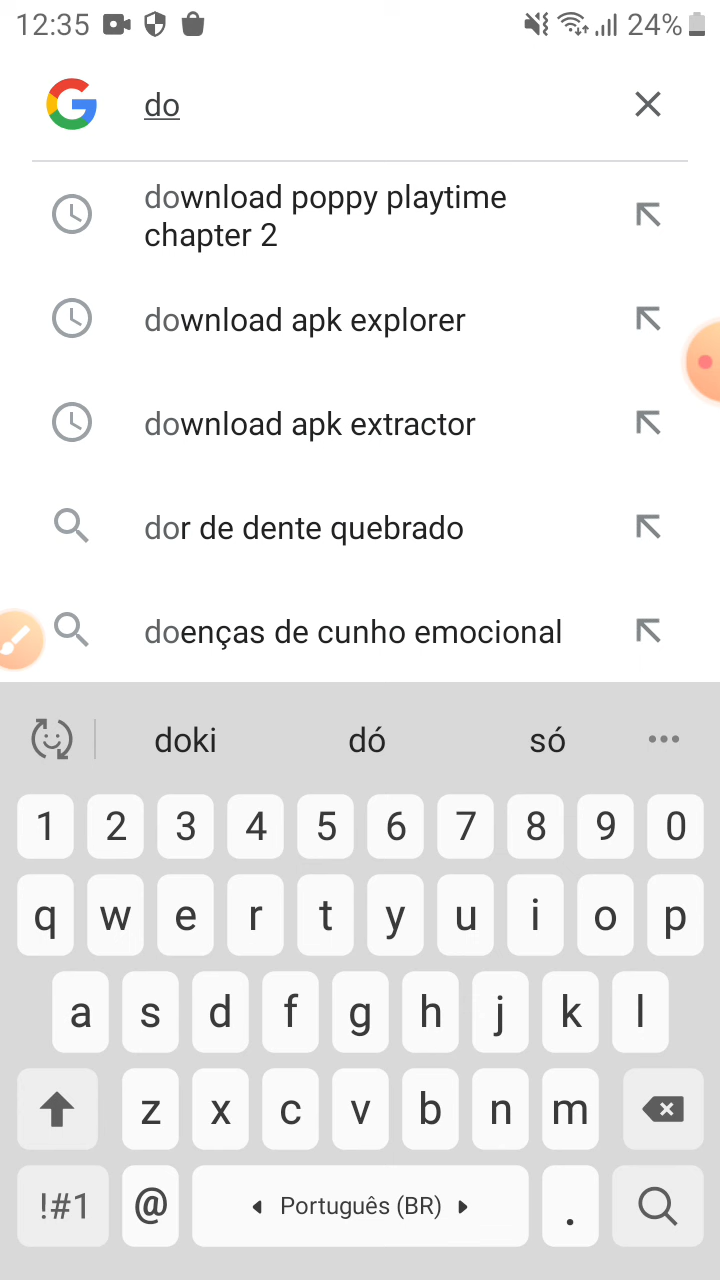 12:35 24%
do
download poppy playtime
chapter 2
download apk explorer
download apk extractor
dor de dente quebrado
doenças de cunho emocional
doki dó só
1 2 3 4 5 6 7 8 9 0
q w e r t y u i o p
a s d f g h j k l
z x c v b n m
!#1 @ Português (BR) .